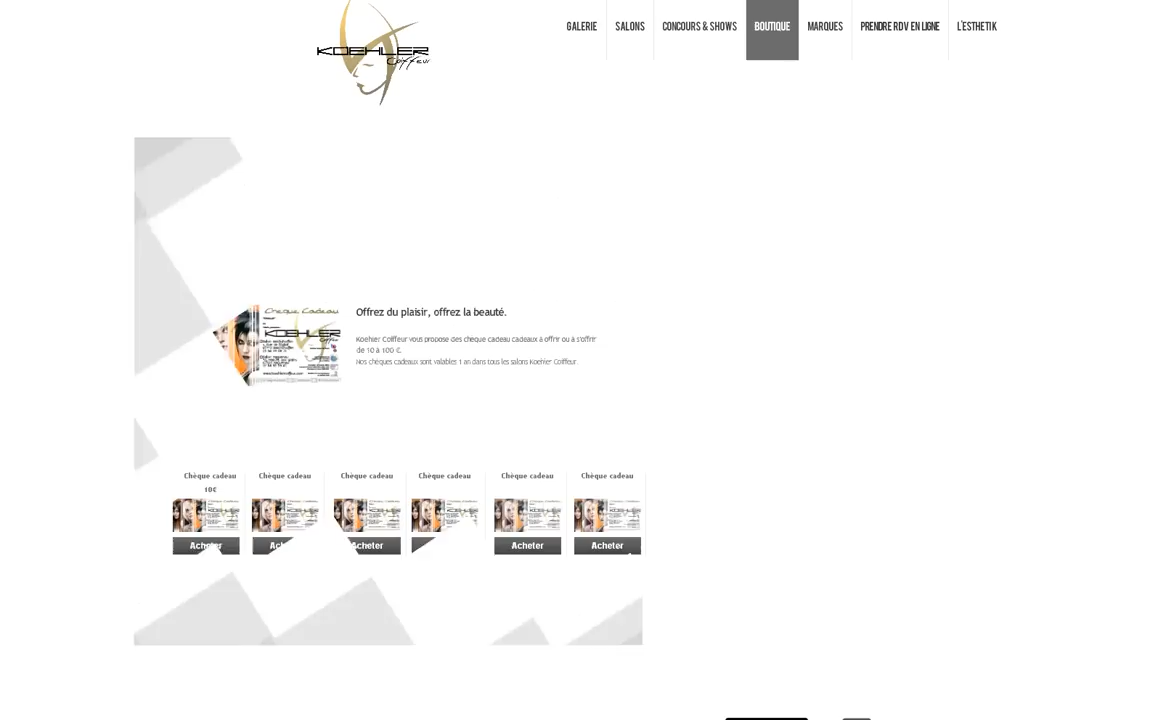 KOEHLER
Coiffeur
GALERIE
SALONS
CONCOURS & SHOWS
BOUTIQUE
MARQUES
PRENDRE RDV EN LIGNE
L'ESTHETIK
Chèque Cadeau
KOEHLER
Offrez du plaisir, offrez la beauté.
Koehler Coiffeur vous propose des chèque cadeau cadeaux à offrir ou à s'offrir
de 10 à 100 €.
Nos chèques cadeaux sont valables 1 an dans tous les salons Koehler Coiffeur.
Chèque cadeau
10€
Chèque cadeau
Chèque cadeau
Chèque cadeau
Chèque cadeau
Chèque cadeau
Acheter
Acheter
Acheter
Acheter